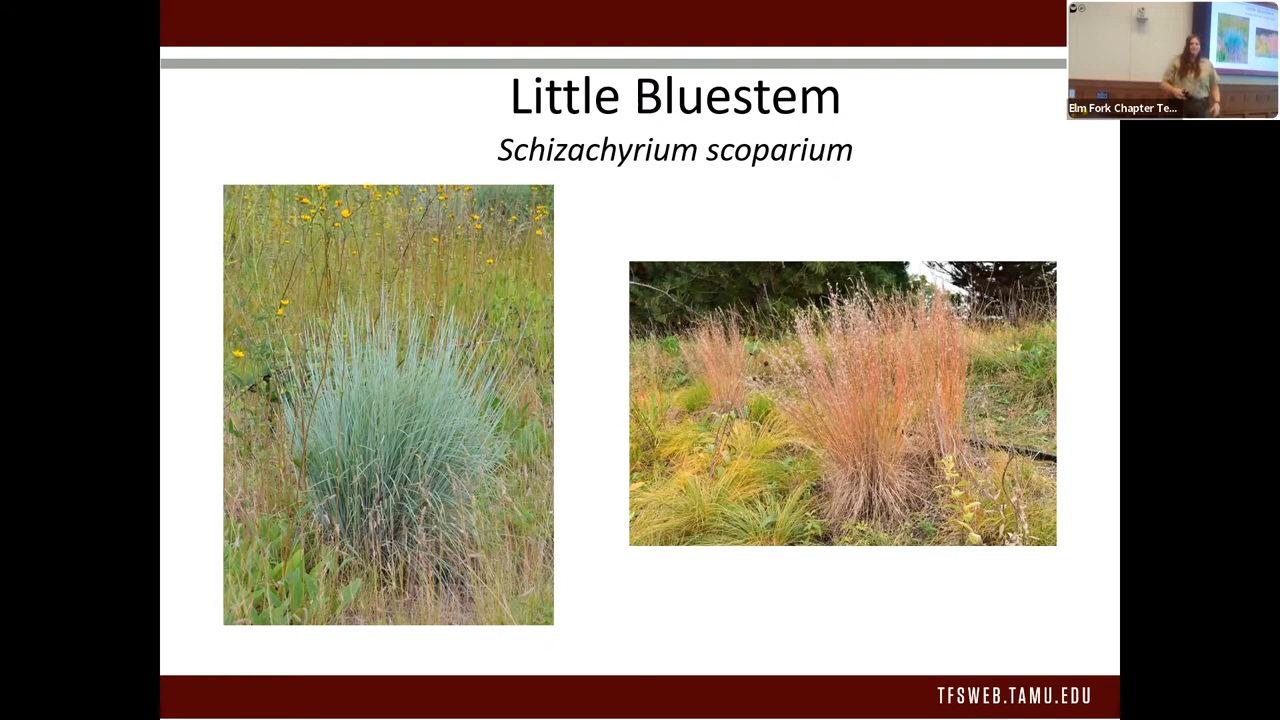 Little Bluestem
Schizachyrium scoparium
Elm Fork Chapter Te...
TFSWEB.TAMU.EDU